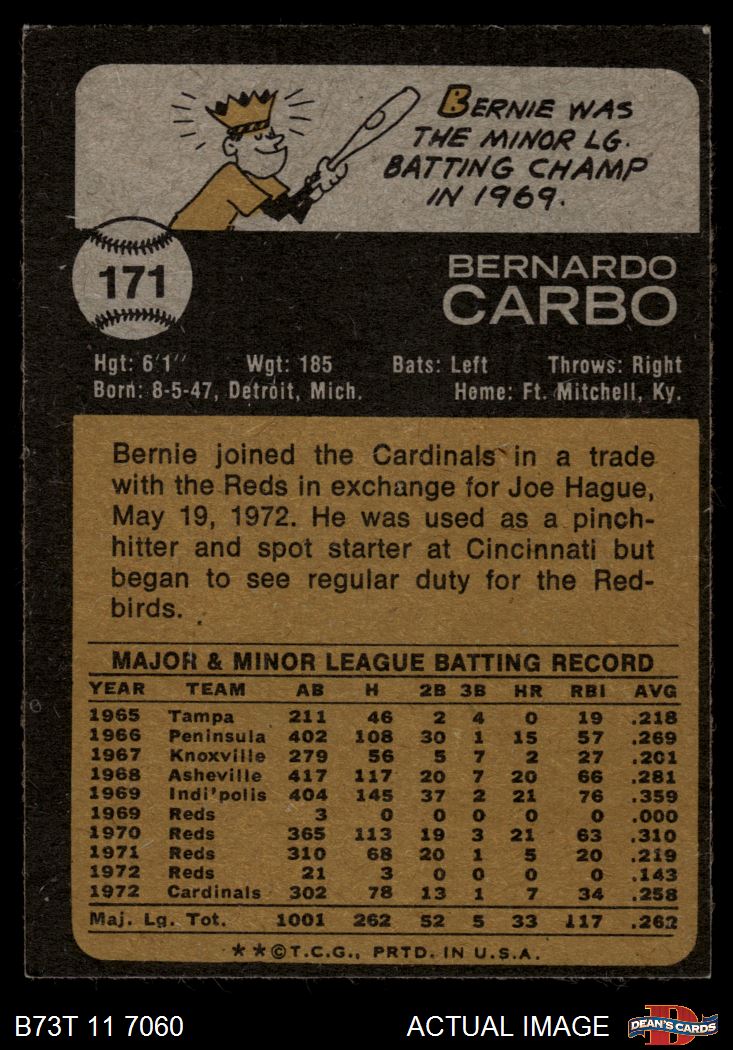 BERNIE WAS
THE MINOR LG.
BATTING CHAMP
IN 1969.
171
BERNARDO
CARBO
Hgt: 6'1" Wgt: 185 Bats: Left Throws: Right
Born: 8-5-47, Detroit, Mich. Home: Ft. Mitchell, Ky.
Bernie joined the Cardinals in a trade
with the Reds in exchange for Joe Hague,
May 19, 1972. He was used as a pinch-
hitter and spot starter at Cincinnati but
began to see regular duty for the Red-
birds.
MAJOR & MINOR LEAGUE BATTING RECORD
YEAR TEAM AB H 2B 3B HR RBI AVG
1965 Tampa 211 46 2 4 0 19 .218
1966 Peninsula 402 108 30 1 15 57 .269
1967 Knoxville 279 56 5 7 2 27 .201
1968 Asheville 417 117 20 7 20 66 .281
1969 Indi'polis 404 145 37 2 21 76 .359
1969 Reds 3 0 0 0 0 0 .000
1970 Reds 365 113 19 3 21 63 .310
1971 Reds 310 68 20 1 5 20 .219
1972 Reds 21 3 0 0 0 0 .143
1972 Cardinals 302 78 13 1 7 34 .258
Maj. Lg. Tot. 1001 262 52 5 33 117 .262
**©T.C.G., PRTD. IN U.S.A.
B73T 11 7060 ACTUAL IMAGE D DEAN'S CARDS